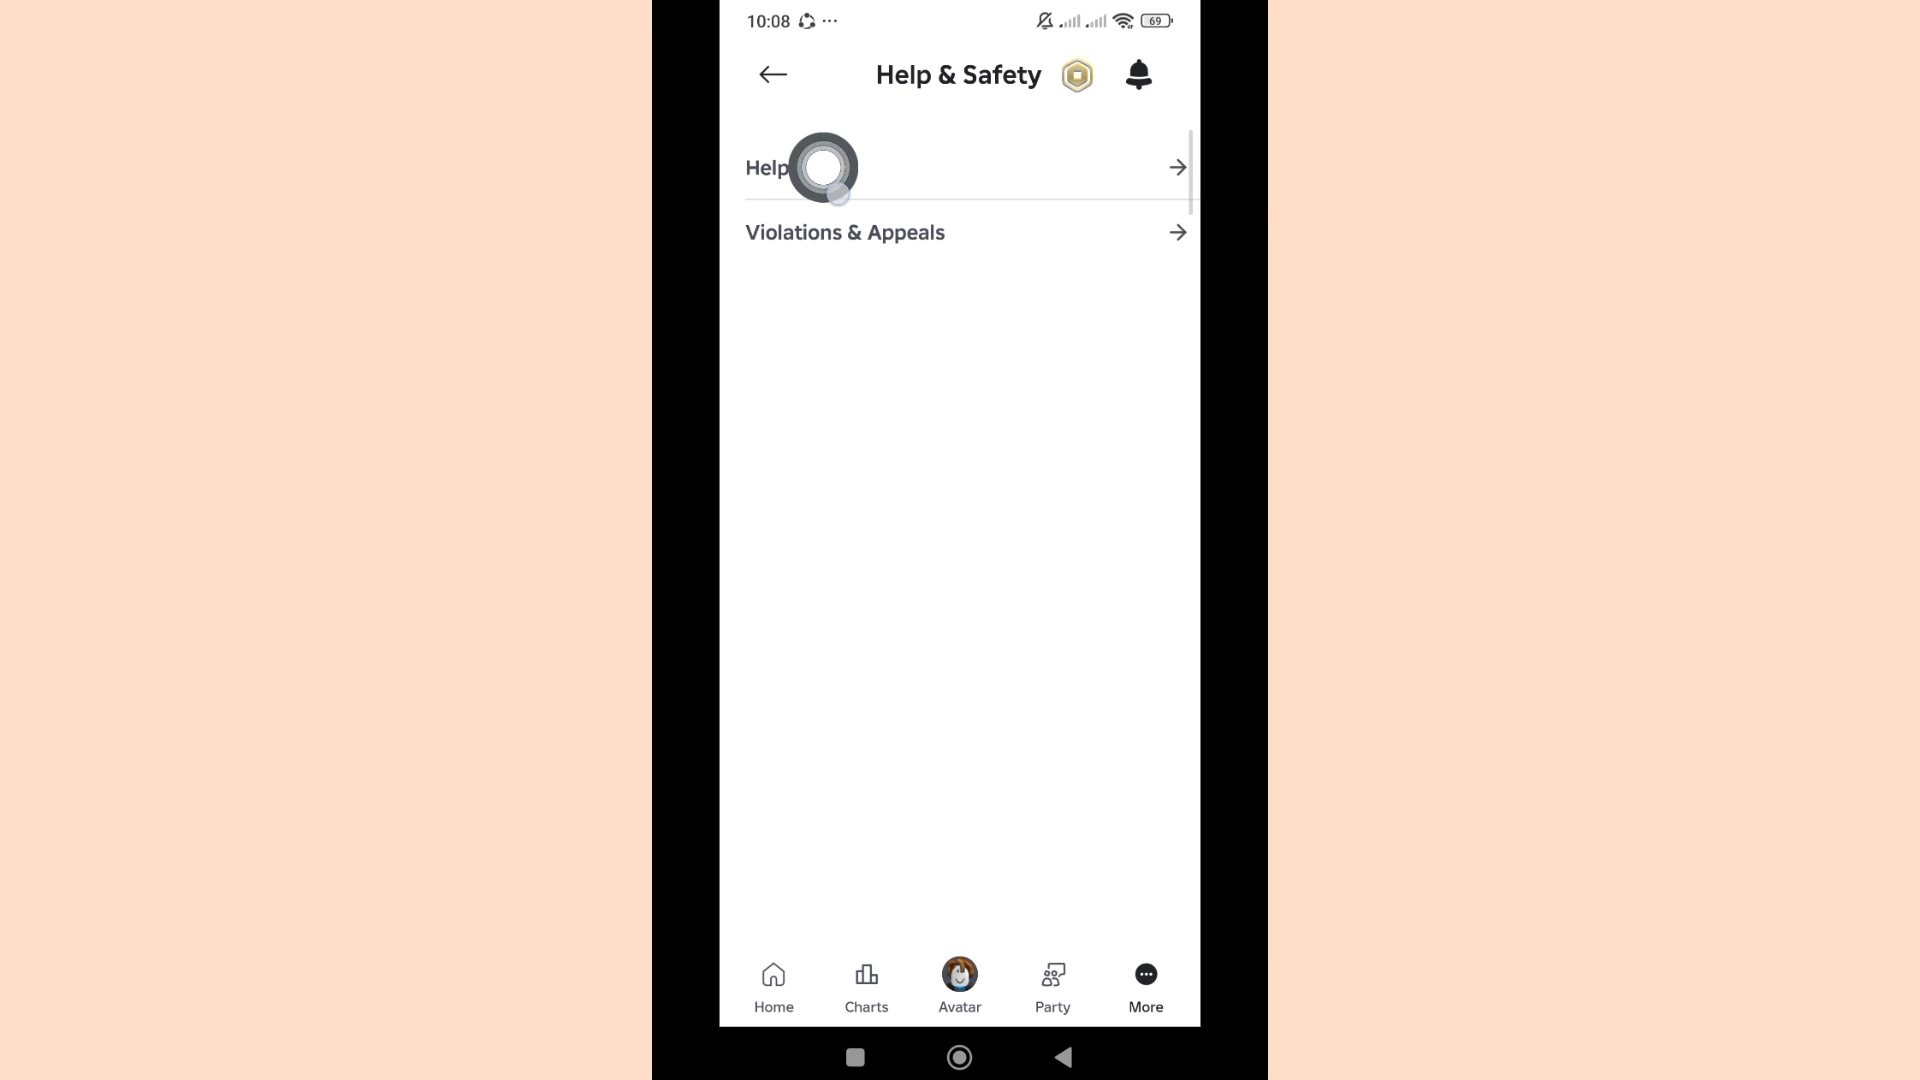 10:08 ...
69
Help & Safety
Help
Violations & Appeals
Home
Charts
Avatar
Party
More